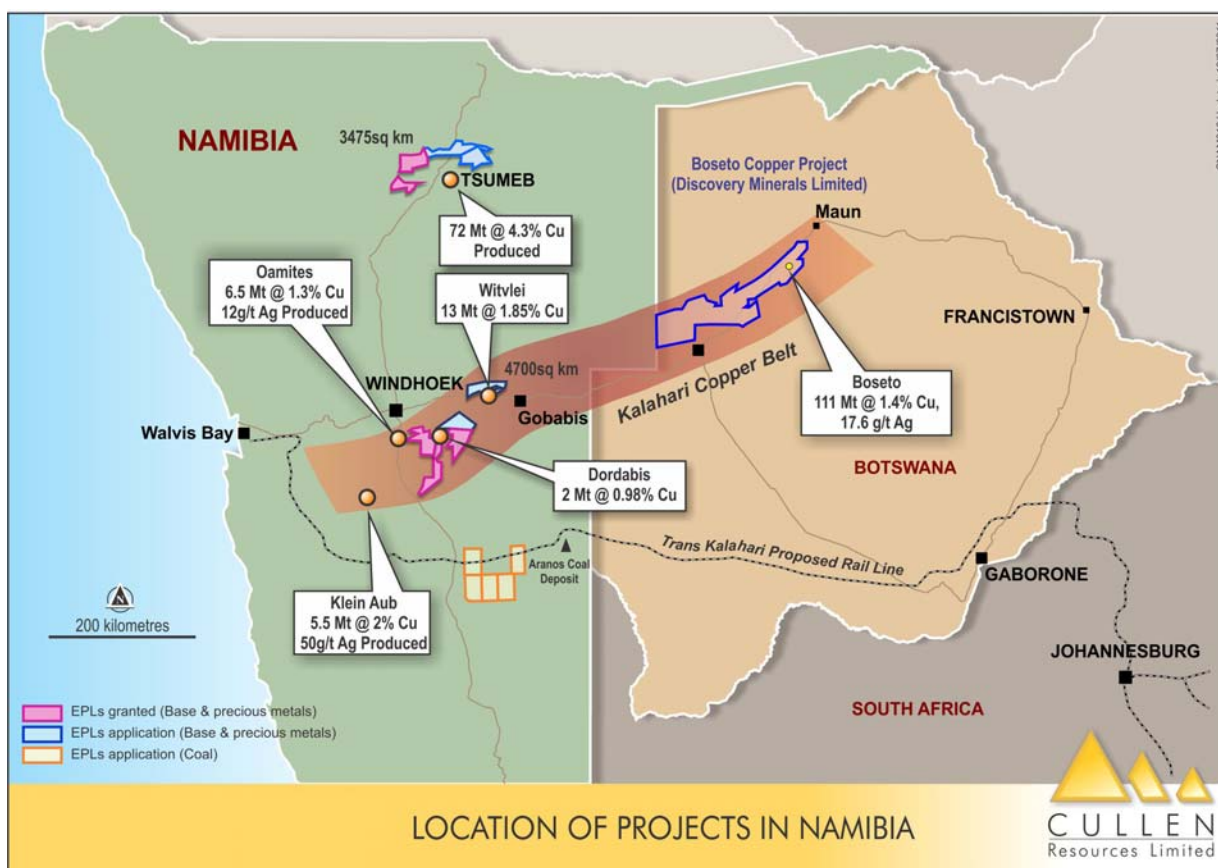 NAMIBIA
3475sq km
TSUMEB
72 Mt @ 4.3% Cu
Produced
Boseto Copper Project
(Discovery Minerals Limited)
Maun
Oamites
6.5 Mt @ 1.3% Cu
12g/t Ag Produced
Witvlei
13 Mt @ 1.85% Cu
FRANCISTOWN
4700sq km
WINDHOEK
Gobabis
Kalahari Copper Belt
Boseto
111 Mt @ 1.4% Cu,
17.6 g/t Ag
Walvis Bay
BOTSWANA
Dordabis
2 Mt @ 0.98% Cu
Trans Kalahari Proposed Rail Line
Aranos Coal
Deposit
GABORONE
N
200 kilometres
Klein Aub
5.5 Mt @ 2% Cu
50g/t Ag Produced
JOHANNESBURG
SOUTH AFRICA
EPLs granted (Base & precious metals)
EPLs application (Base & precious metals)
EPLs application (Coal)
LOCATION OF PROJECTS IN NAMIBIA
CULLEN
Resources Limited